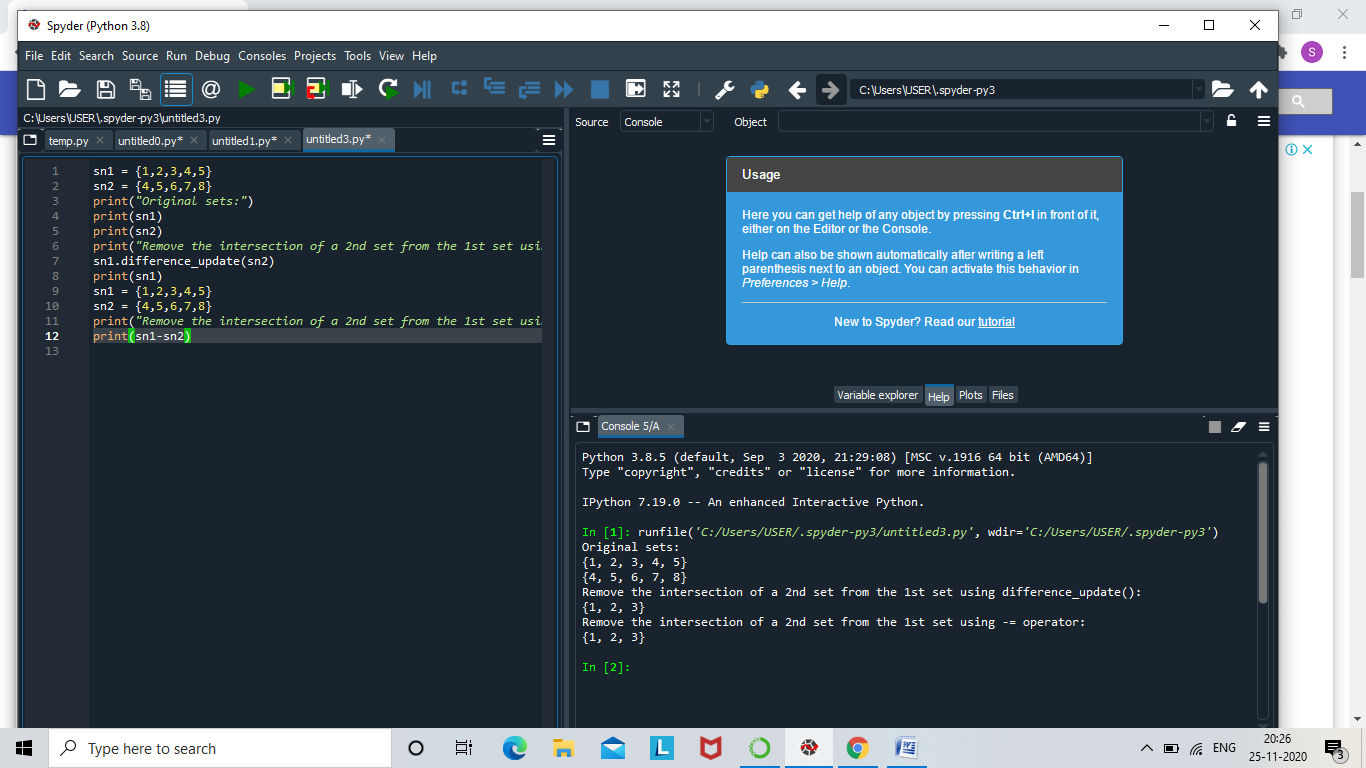 Spyder (Python 3.8)
File Edit Search Source Run Debug Consoles Projects Tools View Help
S
C:\Users\USER\.spyder-py3
C:\Users\USER\.spyder-py3\untitled3.py
temp.py untitled0.py* untitled1.py* untitled3.py*
1 sn1 = {1,2,3,4,5}
2 sn2 = {4,5,6,7,8}
3 print("Original sets:")
4 print(sn1)
5 print(sn2)
6 print("Remove the intersection of a 2nd set from the 1st set usi
7 sn1.difference_update(sn2)
8 print(sn1)
9 sn1 = {1,2,3,4,5}
10 sn2 = {4,5,6,7,8}
11 print("Remove the intersection of a 2nd set from the 1st set usi
12 print(sn1-sn2)
13
Source Console Object
Usage
Here you can get help of any object by pressing Ctrl+I in front of it,
either on the Editor or the Console.
Help can also be shown automatically after writing a left
parenthesis next to an object. You can activate this behavior in
Preferences > Help.
New to Spyder? Read our tutorial
Variable explorer Help Plots Files
Console 5/A
Python 3.8.5 (default, Sep  3 2020, 21:29:08) [MSC v.1916 64 bit (AMD64)]
Type "copyright", "credits" or "license" for more information.
IPython 7.19.0 -- An enhanced Interactive Python.
In [1]: runfile('C:/Users/USER/.spyder-py3/untitled3.py', wdir='C:/Users/USER/.spyder-py3')
Original sets:
{1, 2, 3, 4, 5}
{4, 5, 6, 7, 8}
Remove the intersection of a 2nd set from the 1st set using difference_update():
{1, 2, 3}
Remove the intersection of a 2nd set from the 1st set using -= operator:
{1, 2, 3}
In [2]:
Type here to search
L
W
ENG
20:26
25-11-2020
3